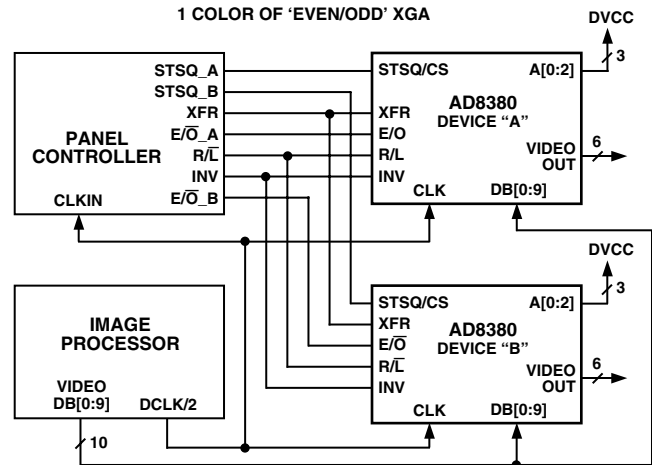 1 COLOR OF 'EVEN/ODD' XGA
PANEL
CONTROLLER
STSQ_A
STSQ_B
XFR
E/O̅_A
R/L̅
INV
E/O̅_B
CLKIN
STSQ/CS
XFR
E/O
R/L
INV
CLK
AD8380
DEVICE "A"
A[0:2]
VIDEO
OUT
DB[0:9]
DVCC
3
6
IMAGE
PROCESSOR
VIDEO
DB[0:9]
DCLK/2
10
STSQ/CS
XFR
E/O̅
R/L̅
INV
CLK
AD8380
DEVICE "B"
A[0:2]
VIDEO
OUT
DB[0:9]
DVCC
3
6